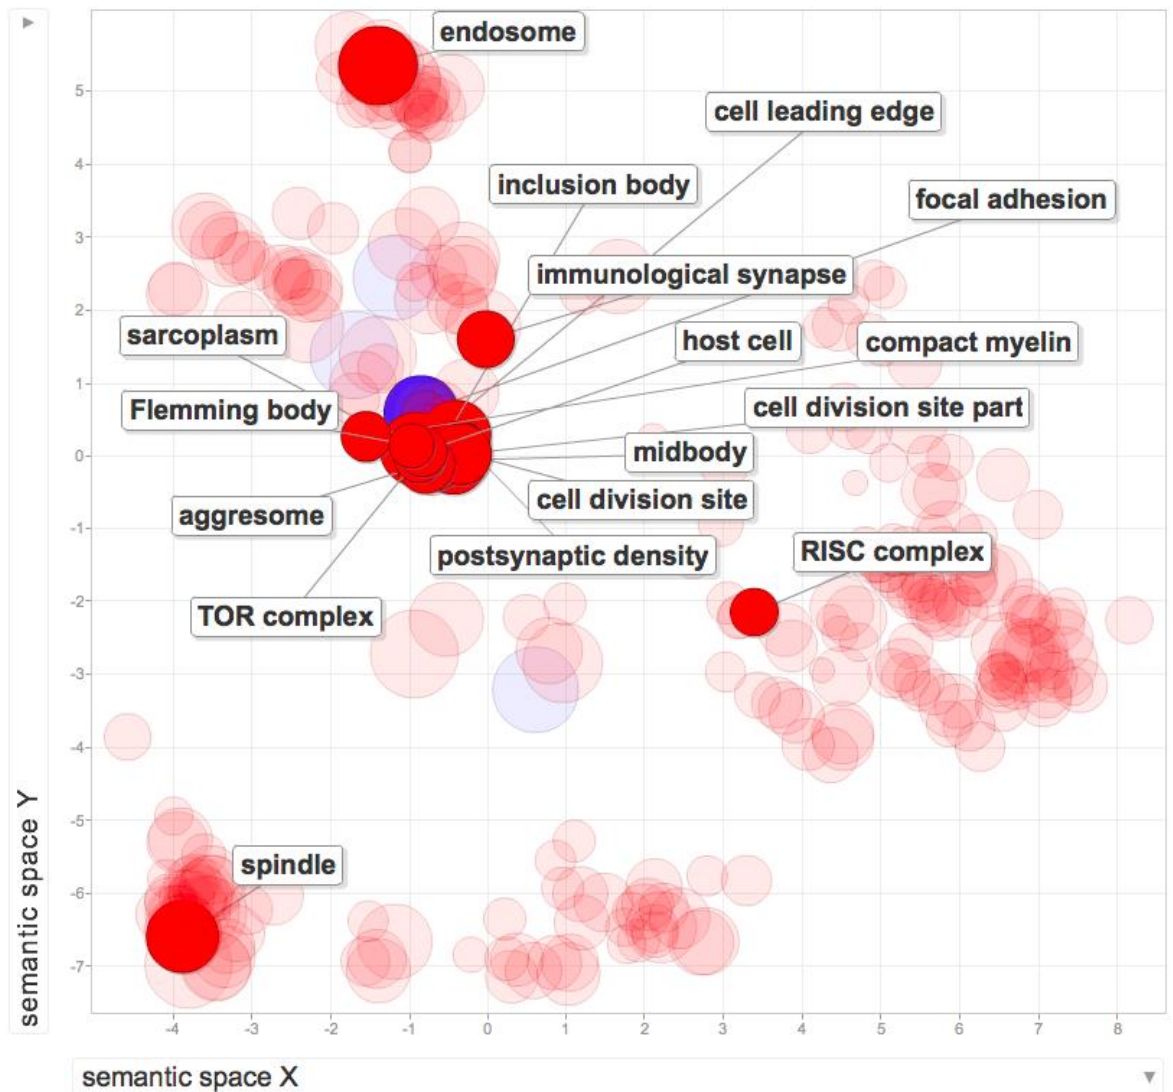 endosome
cell leading edge
inclusion body
focal adhesion
immunological synapse
sarcoplasm
host cell
compact myelin
Flemming body
cell division site part
midbody
cell division site
aggresome
postsynaptic density
RISC complex
TOR complex
spindle
5
4
3
2
1
0
-1
-2
-3
-4
-5
-6
-7
semantic space Y
-4 -3 -2 -1 0 1 2 3 4 5 6 7 8
semantic space X